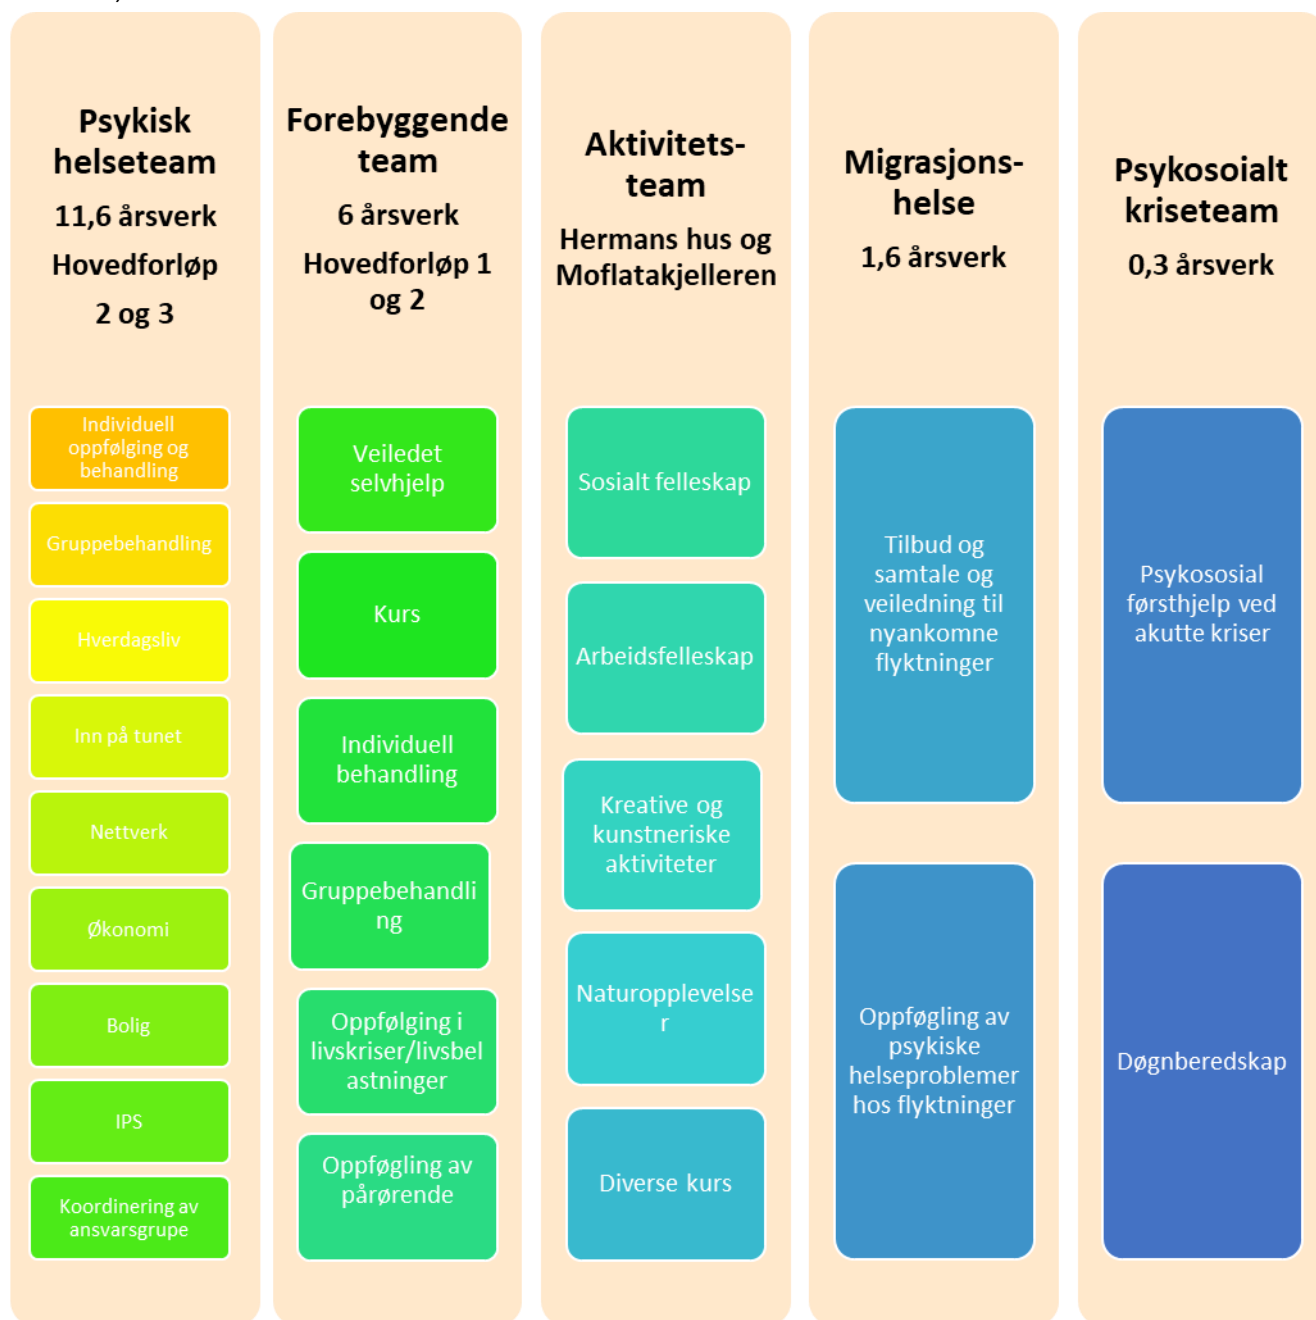 Psykisk
helseteam
11,6 årsverk
Hovedforløp
2 og 3
Individuell
oppfølging og
behandling
Gruppebehandling
Hverdagsliv
Inn på tunet
Nettverk
Økonomi
Bolig
IPS
Koordinering av
ansvarsgrupe
Forebyggende
team
6 årsverk
Hovedforløp 1
og 2
Veiledet
selvhjelp
Kurs
Individuell
behandling
Gruppebehandli
ng
Oppfølging i
livskriser/livsbel
astninger
Oppføgling av
pårørende
Aktivitets-
team
Hermans hus og
Moflatakjelleren
Sosialt felleskap
Arbeidsfelleskap
Kreative og
kunstneriske
aktiviteter
Naturopplevelse
r
Diverse kurs
Migrasjons-
helse
1,6 årsverk
Tilbud og
samtale og
veiledning til
nyankomne
flyktninger
Oppføgling av
psykiske
helseproblemer
hos flyktninger
Psykosoialt
kriseteam
0,3 årsverk
Psykososial
førsthjelp ved
akutte kriser
Døgnberedskap